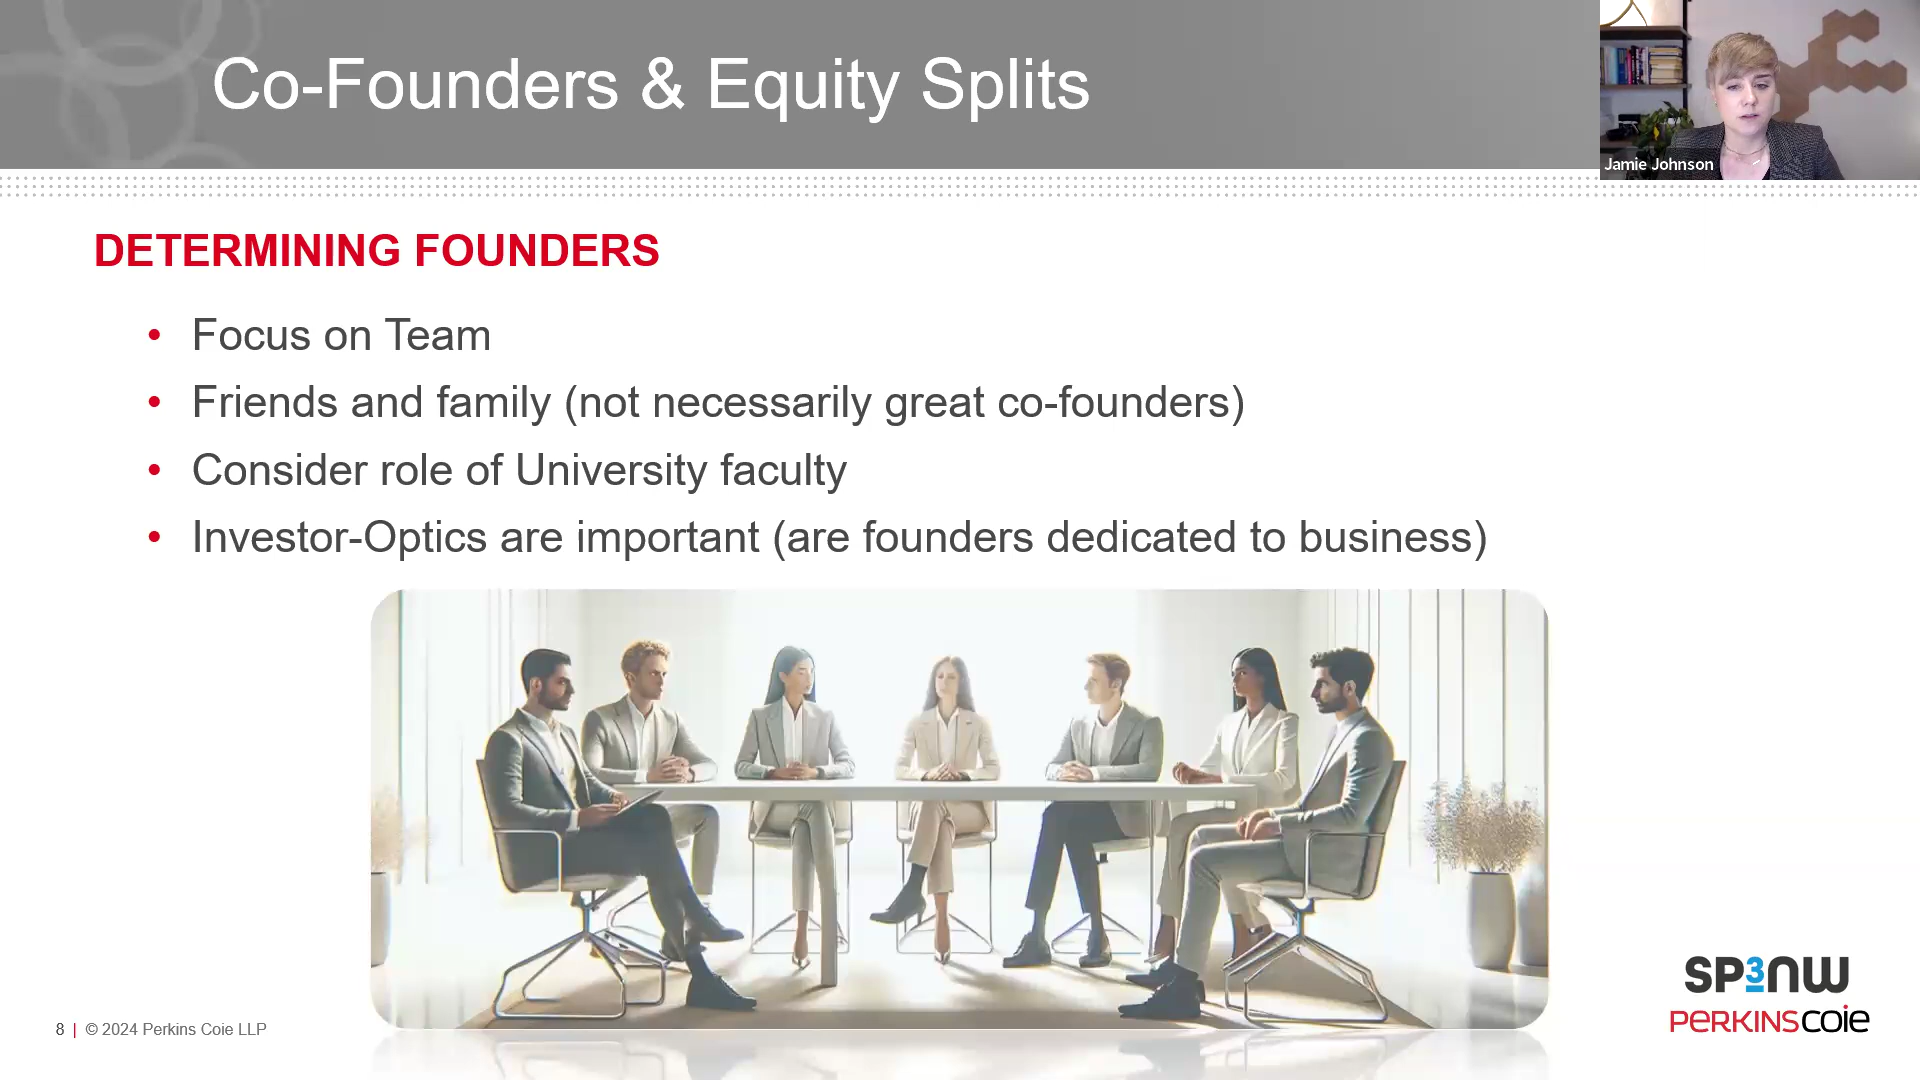 Co-Founders & Equity Splits
Jamie Johnson
DETERMINING FOUNDERS
• Focus on Team
• Friends and family (not necessarily great co-founders)
• Consider role of University faculty
• Investor-Optics are important (are founders dedicated to business)
SP3NW
PERKINSCOIE
8 | © 2024 Perkins Coie LLP